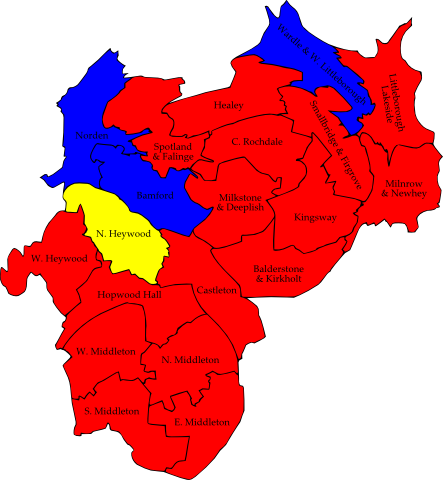 Wardle & W. Littleborough
Littleborough
Lakeside
Healey
Smallbridge & Firgrove
Norden
C. Rochdale
Spotland
& Falinge
Bamford
Milkstone
& Deeplish
Milnrow
& Newhey
Kingsway
N. Heywood
W. Heywood
Balderstone
& Kirkholt
Castleton
Hopwood Hall
W. Middleton
N. Middleton
S. Middleton
E. Middleton